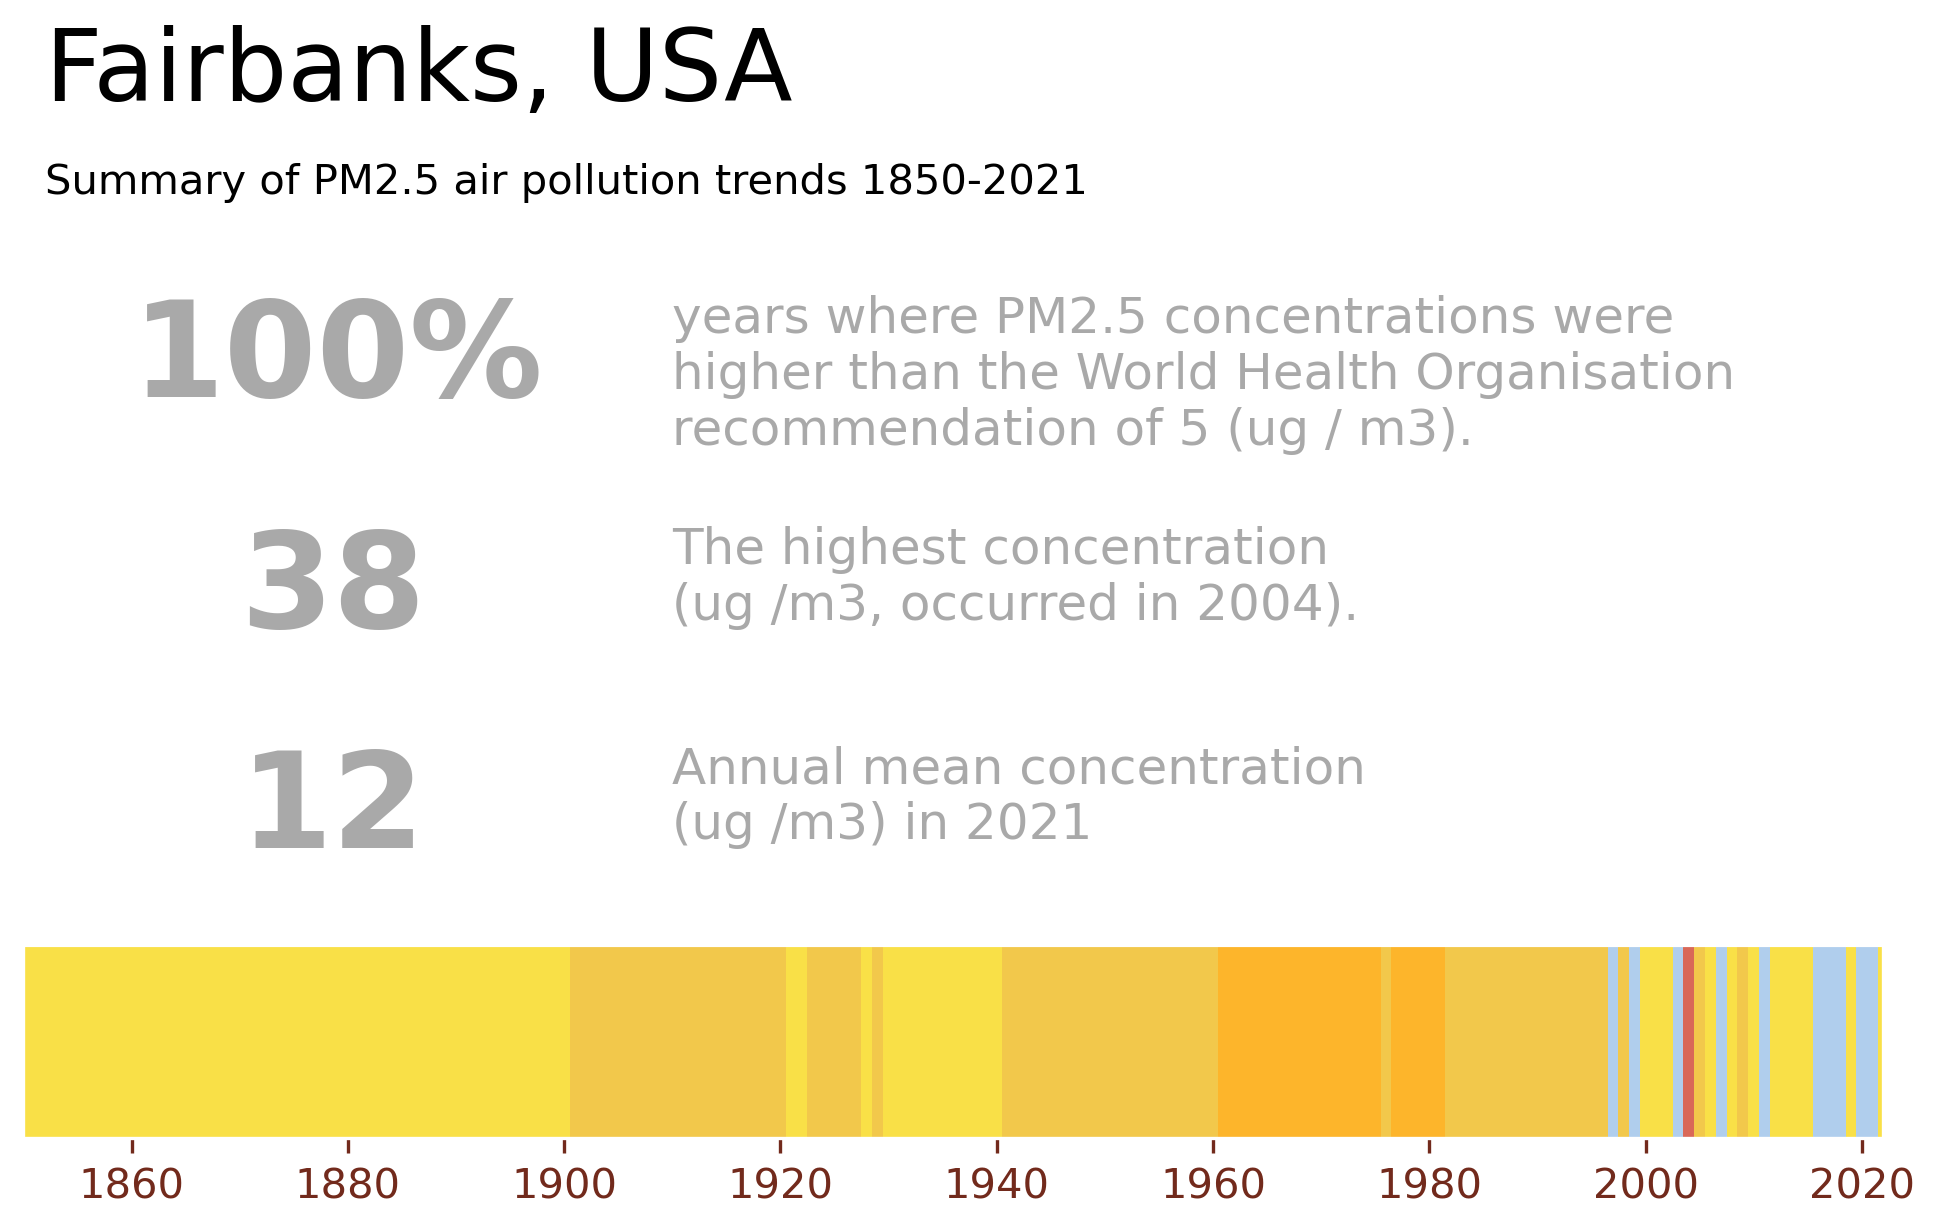 Fairbanks, USA
Summary of PM2.5 air pollution trends 1850-2021
100%
years where PM2.5 concentrations were
higher than the World Health Organisation
recommendation of 5 (ug / m3).
38
The highest concentration
(ug /m3, occurred in 2004).
12
Annual mean concentration
(ug /m3) in 2021
1860 1880 1900 1920 1940 1960 1980 2000 2020